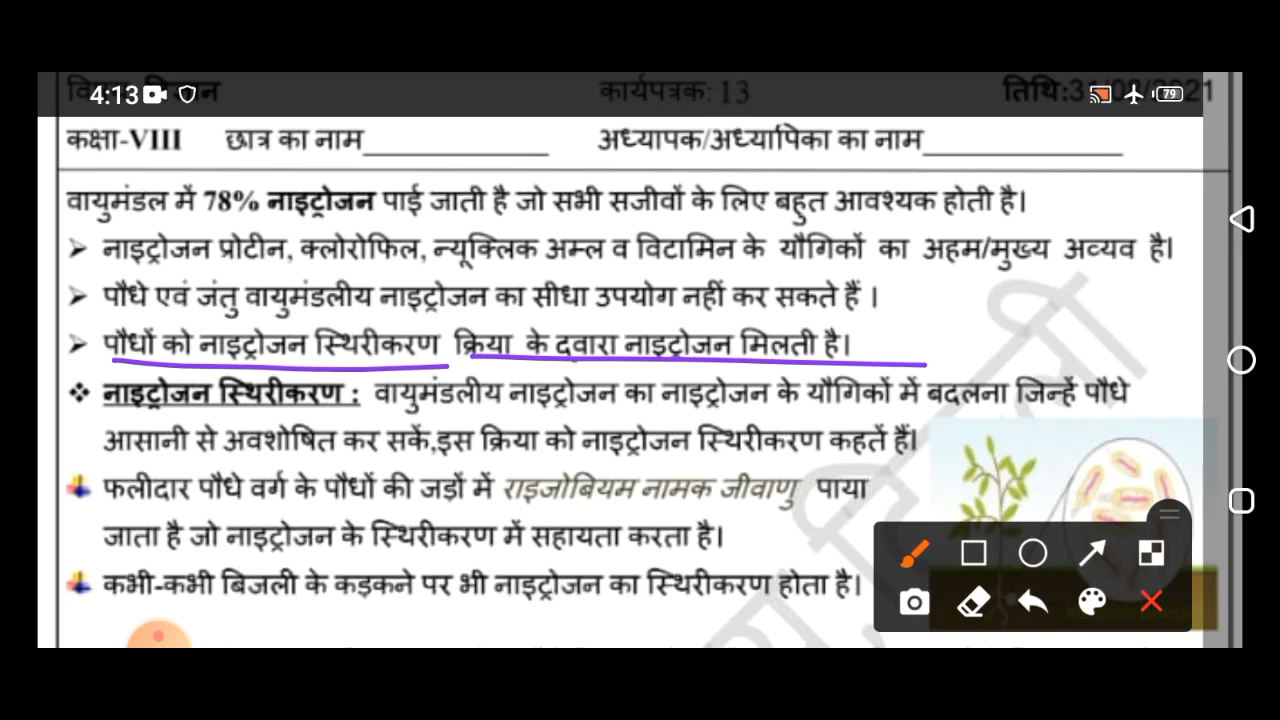 4:13
79
कार्यपत्रक: 13 तिथि:3
कक्षा-VIII छात्र का नाम____________ अध्यापक/अध्यापिका का नाम____________
वायुमंडल में 78% नाइट्रोजन पाई जाती है जो सभी सजीवों के लिए बहुत आवश्यक होती है।
➢ नाइट्रोजन प्रोटीन, क्लोरोफिल, न्यूक्लिक अम्ल व विटामिन के यौगिकों का अहम/मुख्य अव्यव है।
➢ पौधे एवं जंतु वायुमंडलीय नाइट्रोजन का सीधा उपयोग नहीं कर सकते हैं ।
➢ पौधों को नाइट्रोजन स्थिरीकरण क्रिया के द्वारा नाइट्रोजन मिलती है।
❖ नाइट्रोजन स्थिरीकरण : वायुमंडलीय नाइट्रोजन का नाइट्रोजन के यौगिकों में बदलना जिन्हें पौधे
आसानी से अवशोषित कर सकें,इस क्रिया को नाइट्रोजन स्थिरीकरण कहतें हैं।
फलीदार पौधे वर्ग के पौधों की जड़ों में राइजोबियम नामक जीवाणु पाया
जाता है जो नाइट्रोजन के स्थिरीकरण में सहायता करता है।
कभी-कभी बिजली के कड़कने पर भी नाइट्रोजन का स्थिरीकरण होता है।